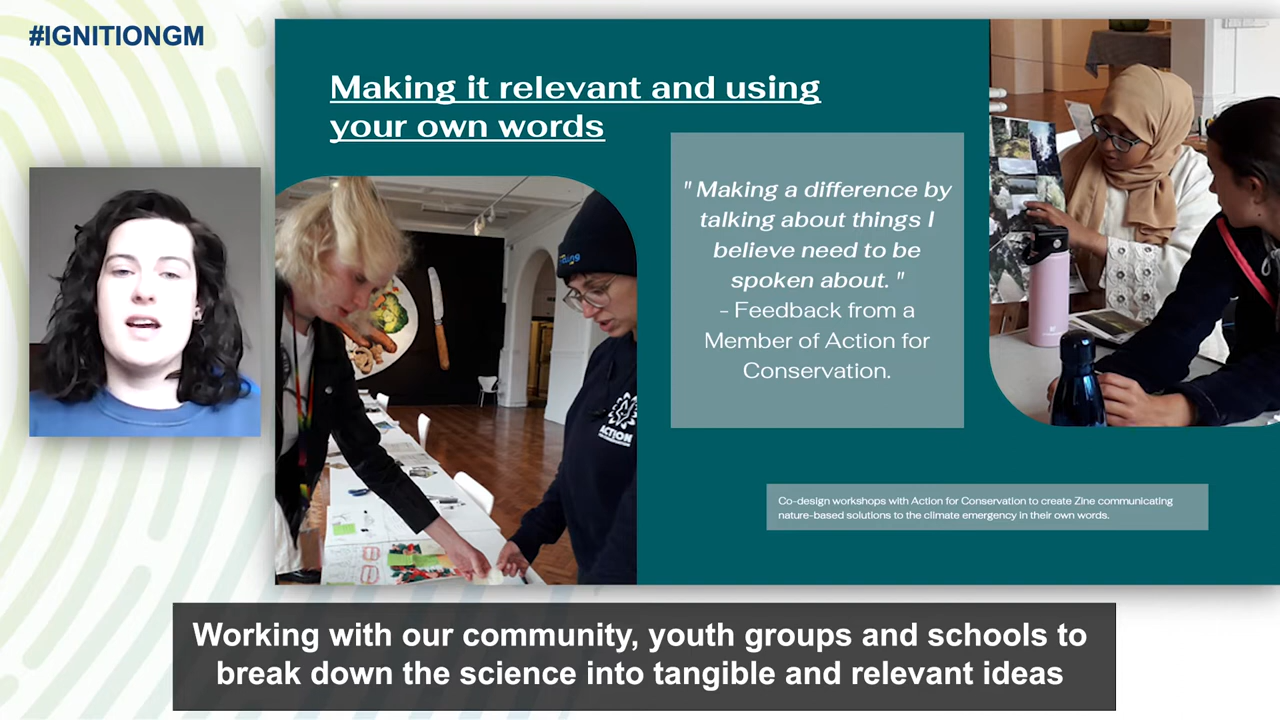 #IGNITIONGM
Making it relevant and using
your own words
" Making a difference by
talking about things I
believe need to be
spoken about. "
- Feedback from a
Member of Action for
Conservation.
ACTION
Co-design workshops with Action for Conservation to create Zine communicating
nature-based solutions to the climate emergency in their own words.
Working with our community, youth groups and schools to
break down the science into tangible and relevant ideas